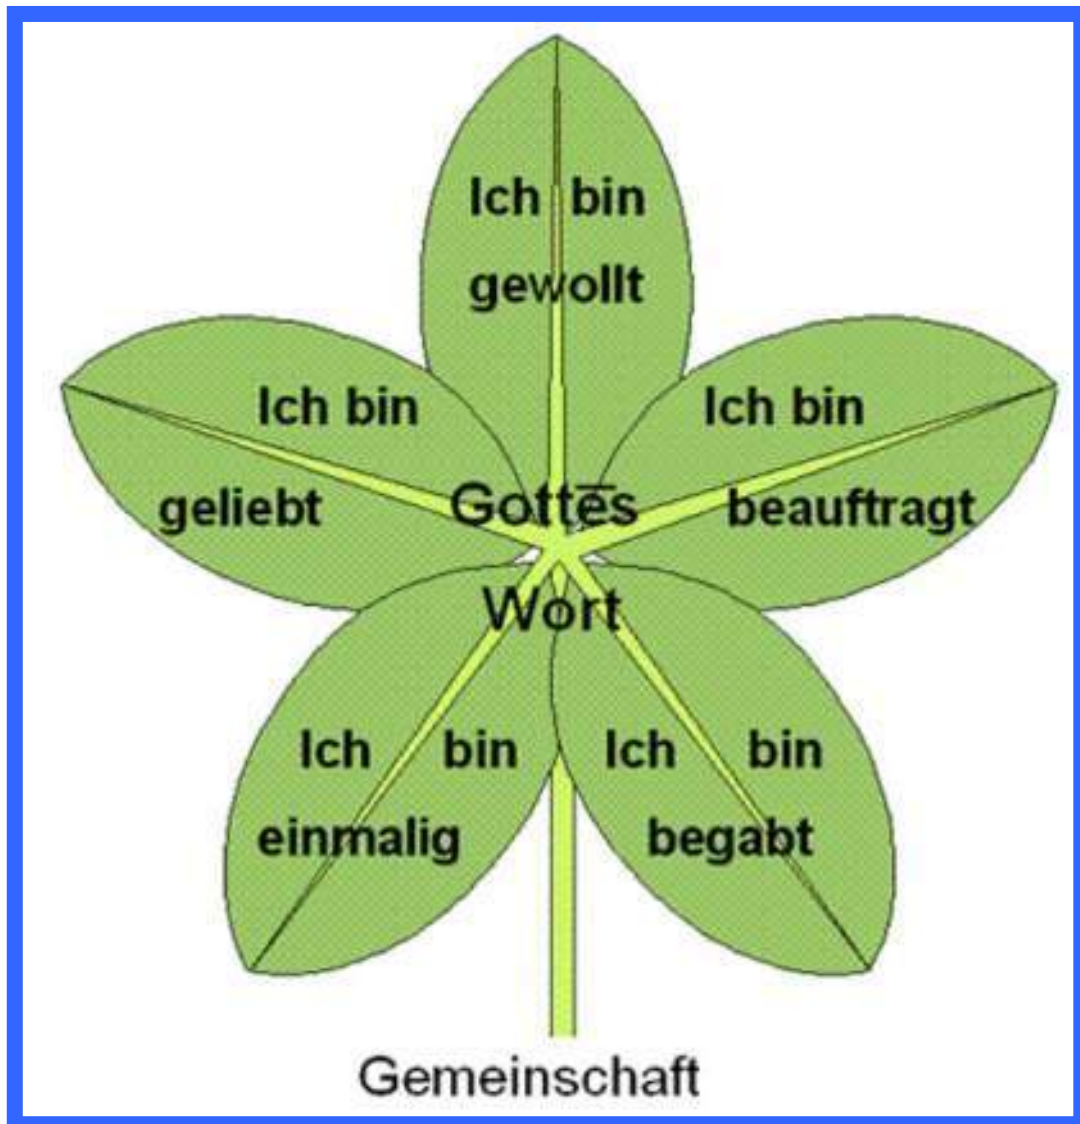 Ich bin
gewollt
Ich bin
geliebt
Ich bin
beauftragt
Gottes
Wort
Ich bin
einmalig
Ich bin
begabt
Gemeinschaft